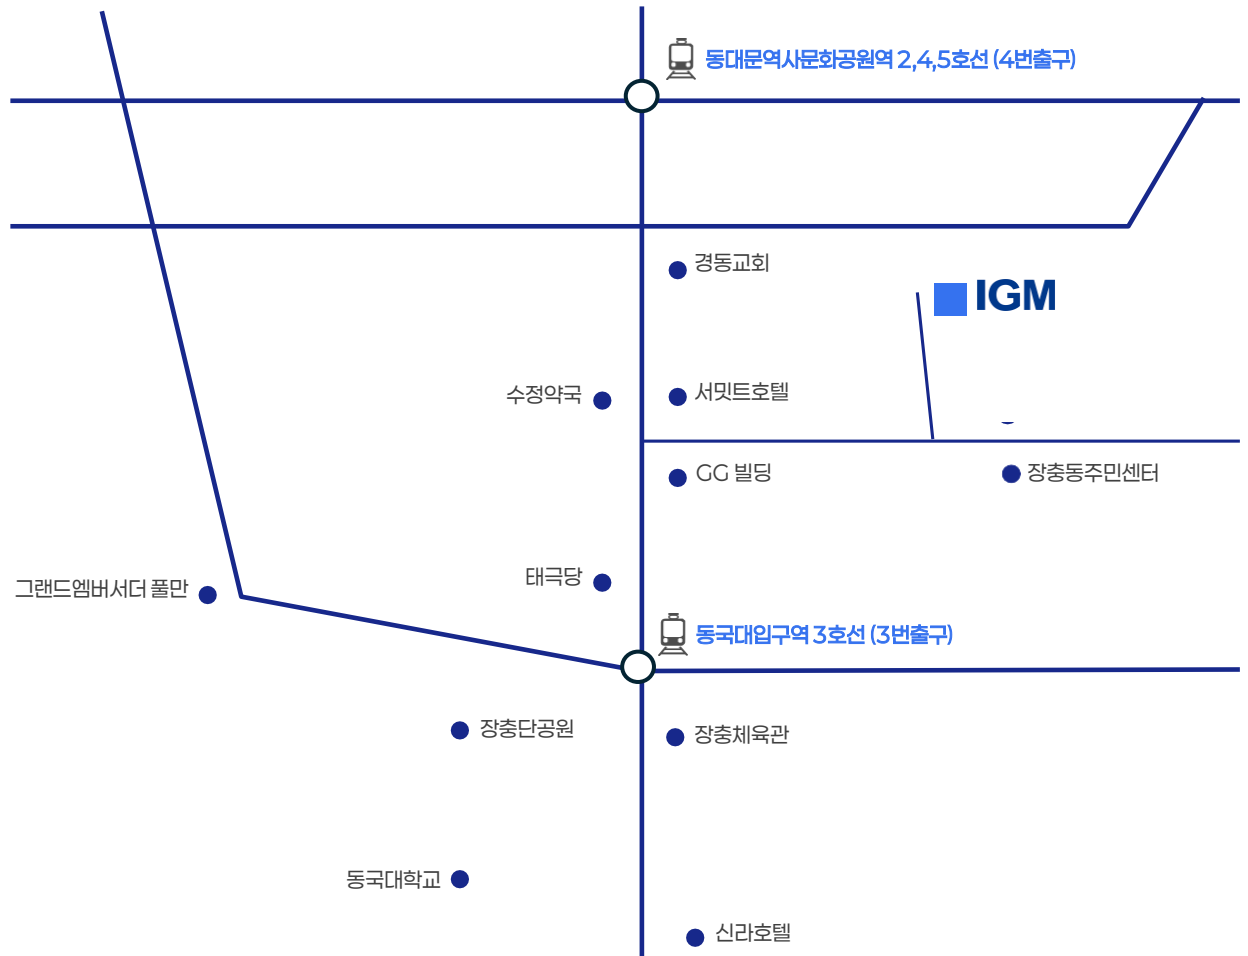 동대문역사문화공원역 2,4,5호선 (4번출구)
경동교회
IGM
수정약국
서밋트호텔
GG 빌딩
장충동주민센터
태극당
그랜드엠버서더 풀만
동국대입구역 3호선 (3번출구)
장충단공원
장충체육관
동국대학교
신라호텔